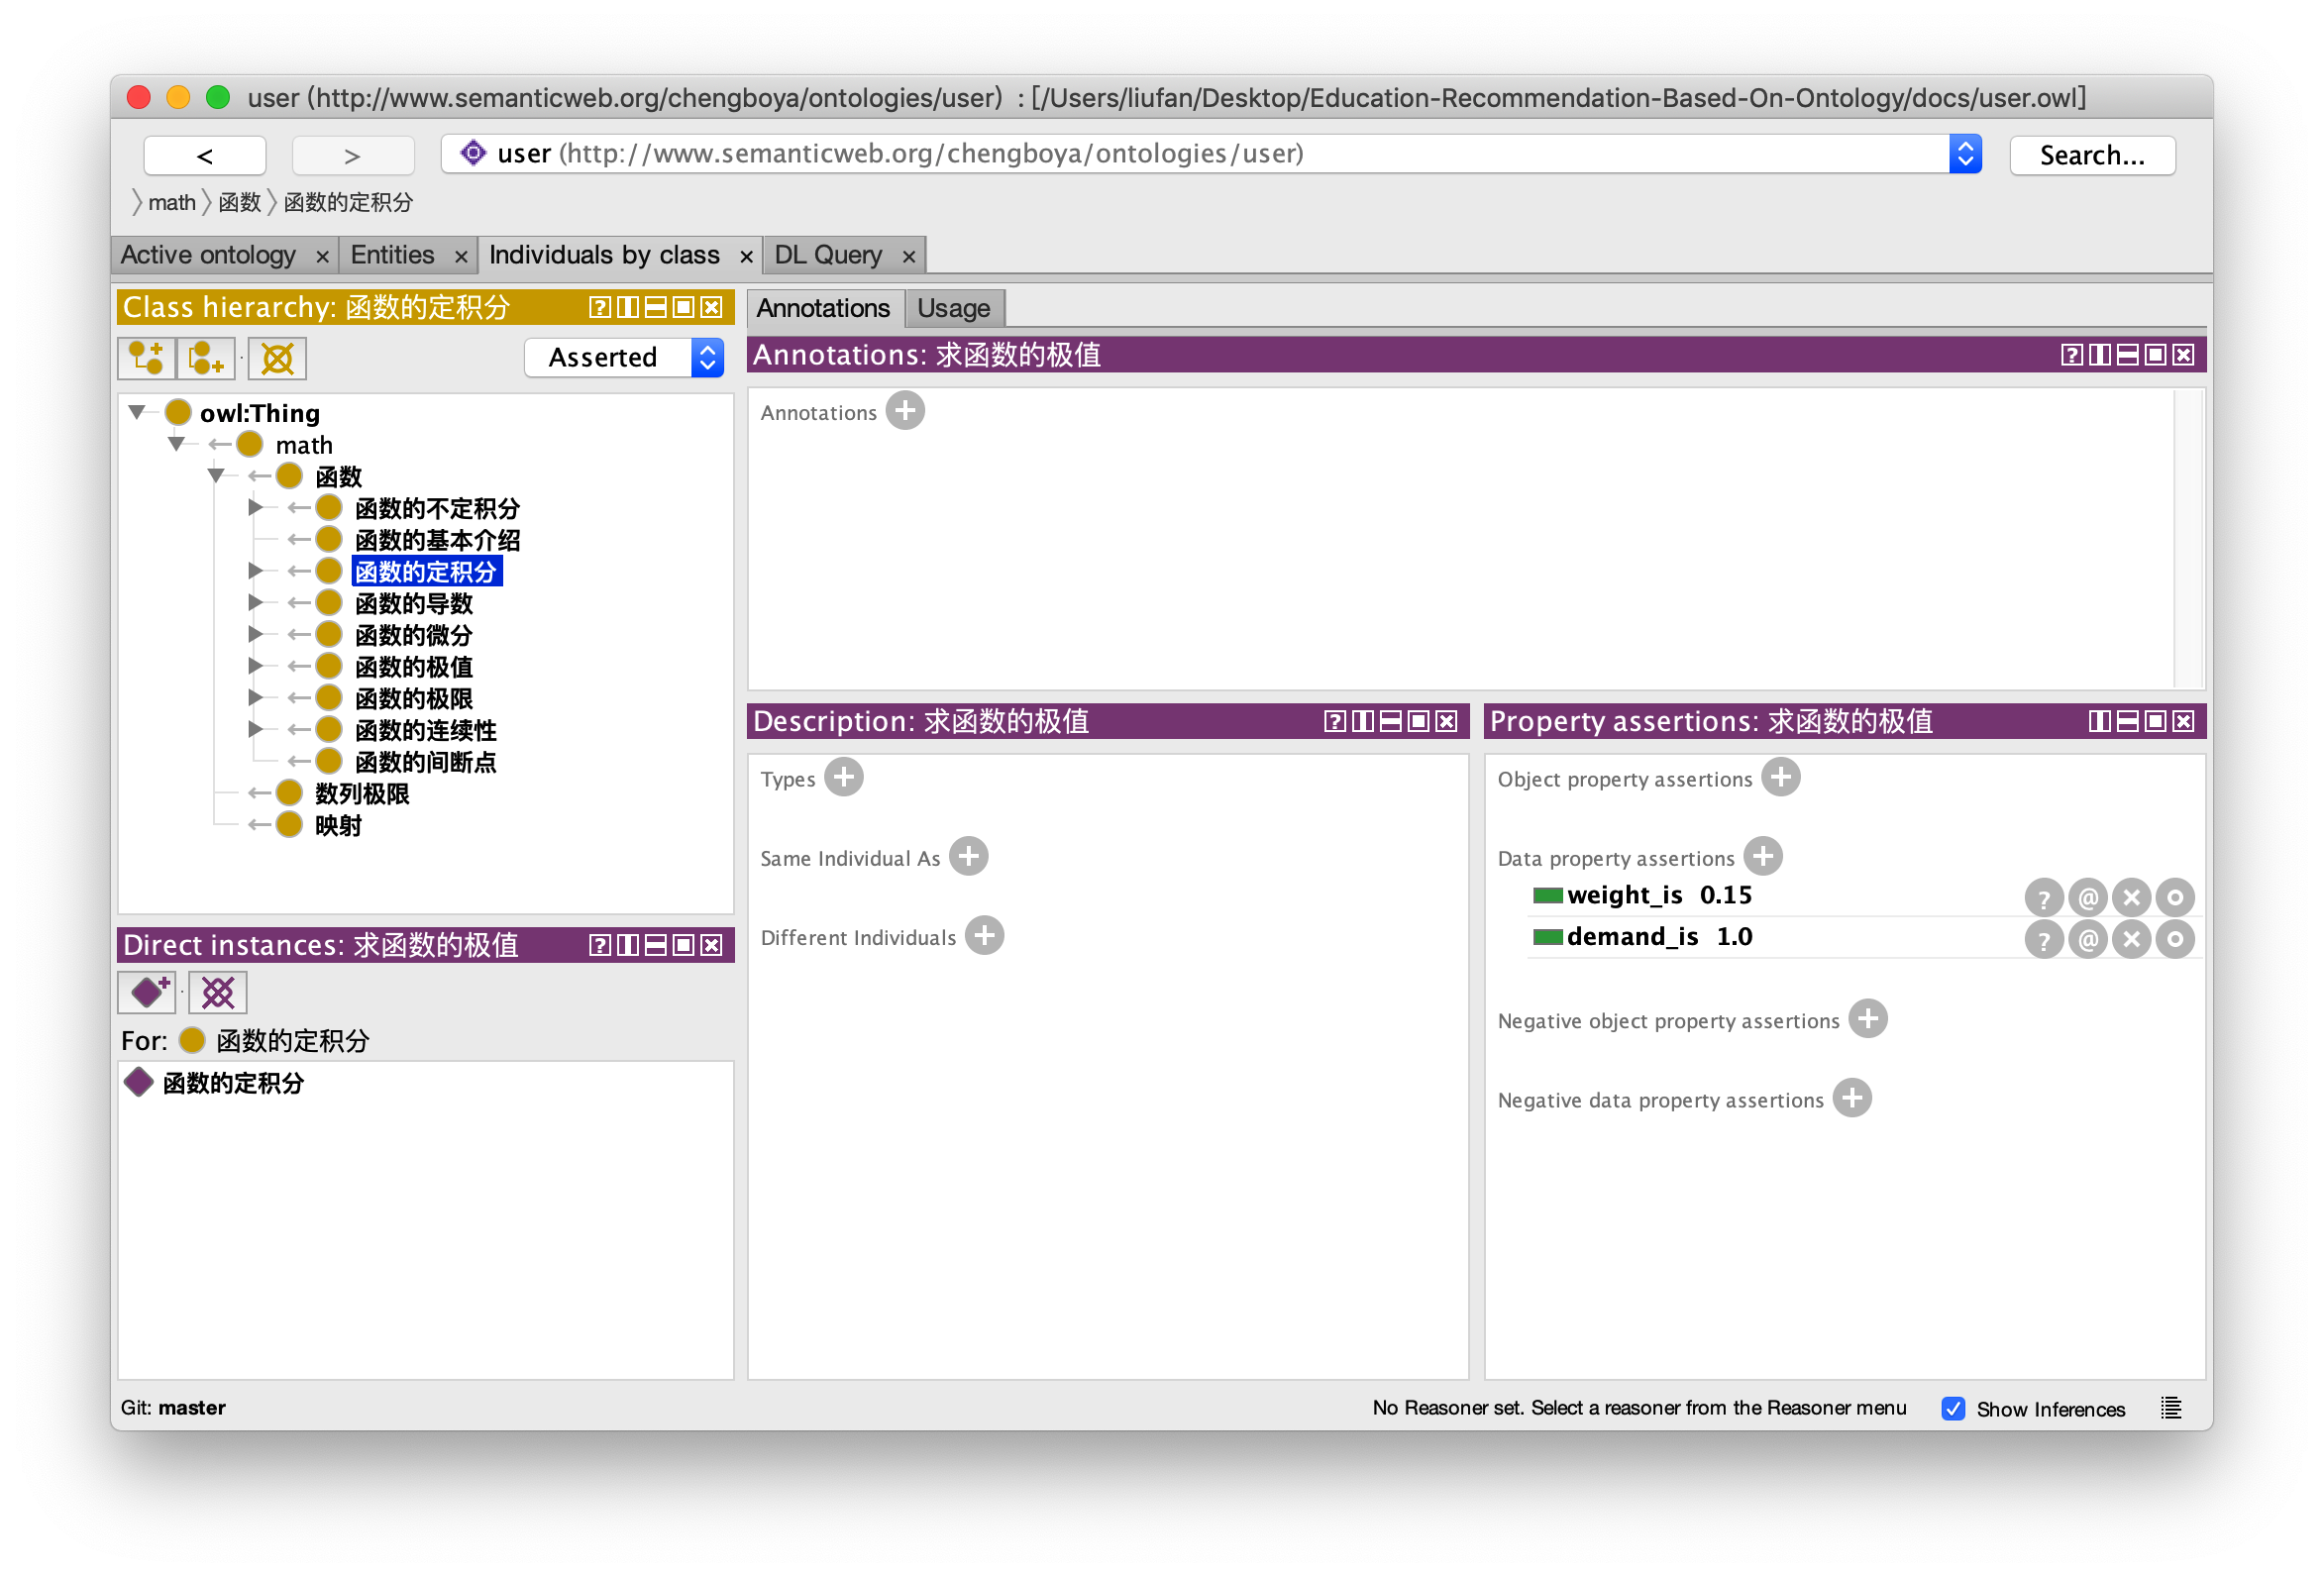 user (http://www.semanticweb.org/chengboya/ontologies/user) : [/Users/liufan/Desktop/Education-Recommendation-Based-On-Ontology/docs/user.owl]
< > user (http://www.semanticweb.org/chengboya/ontologies/user) Search...
math 函数 函数的定积分
Active ontology × Entities × Individuals by class × DL Query ×
Class hierarchy: 函数的定积分
Asserted
owl:Thing
math
函数
函数的不定积分
函数的基本介绍
函数的定积分
函数的导数
函数的微分
函数的极值
函数的极限
函数的连续性
函数的间断点
数列极限
映射
Direct instances: 求函数的极值
For: 函数的定积分
函数的定积分
Annotations Usage
Annotations: 求函数的极值
Annotations
Description: 求函数的极值
Types
Same Individual As
Different Individuals
Property assertions: 求函数的极值
Object property assertions
Data property assertions
weight_is 0.15
demand_is 1.0
Negative object property assertions
Negative data property assertions
Git: master
No Reasoner set. Select a reasoner from the Reasoner menu
Show Inferences